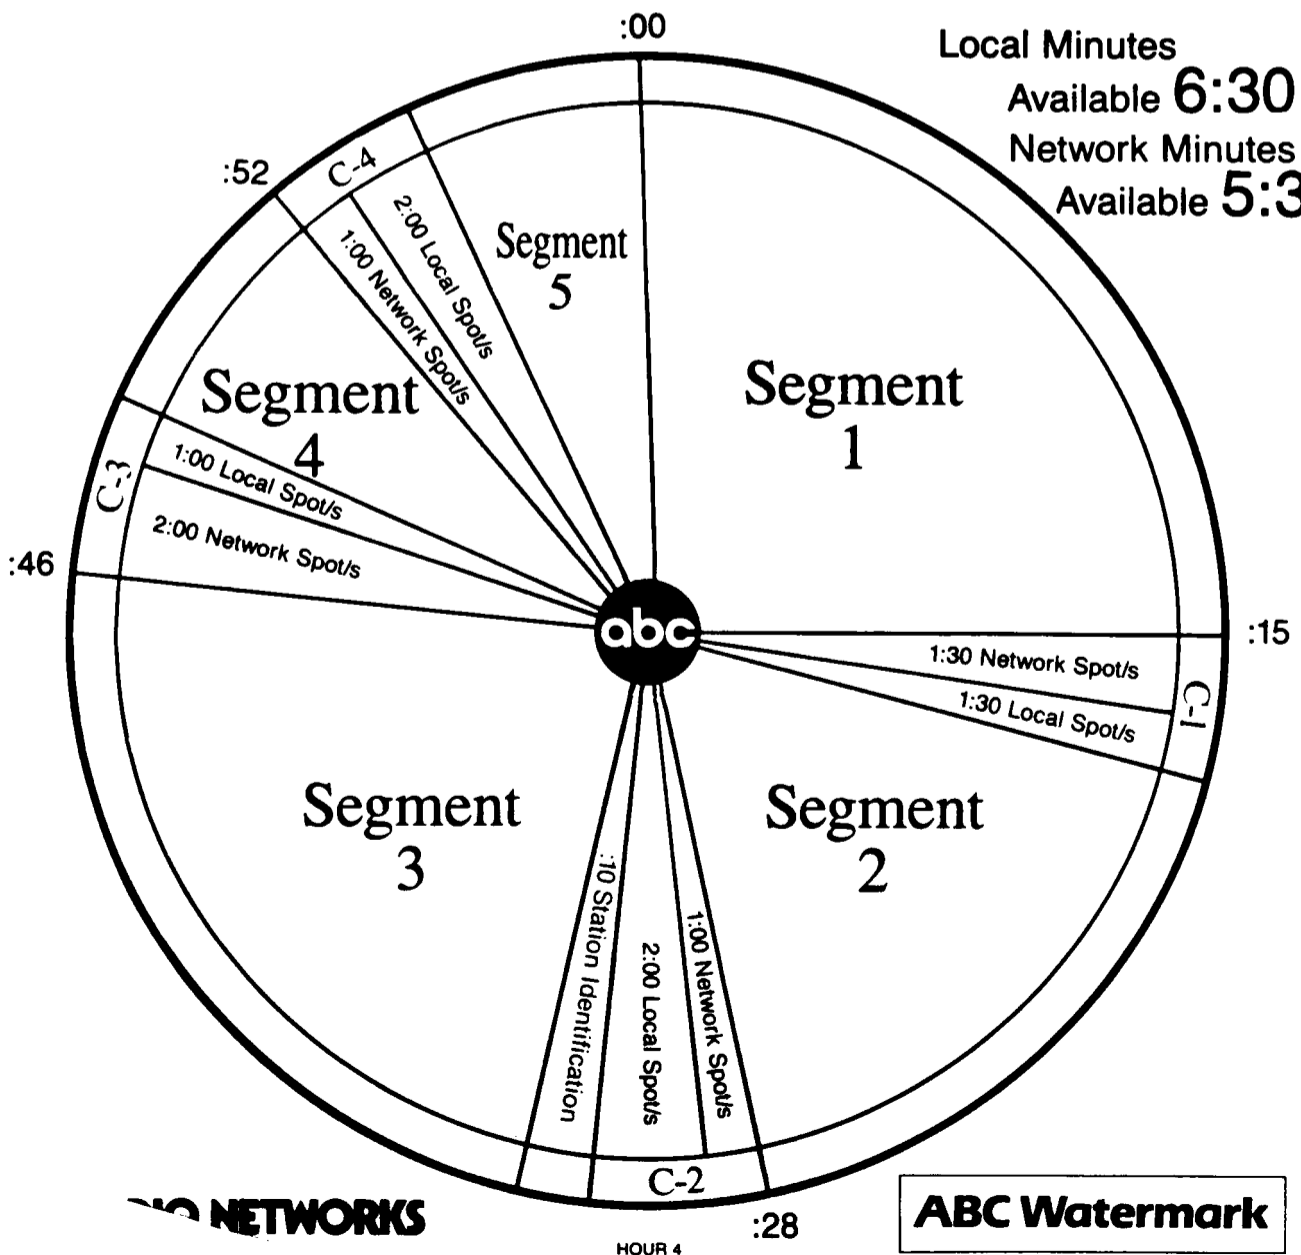 :00
Local Minutes
Available 6:30
Network Minutes
Available 5:3
:52
C-4
2:00 Local Spot/s
1:00 Network Spot/s
Segment
5
Segment
1
Segment
4
C-3
1:00 Local Spot/s
2:00 Network Spot/s
:46
abc
:15
1:30 Network Spot/s
1:30 Local Spot/s
C-1
Segment
3
Segment
2
:10 Station Identification
2:00 Local Spot/s
1:00 Network Spot/s
C-2
:28
NETWORKS
ABC Watermark
HOUR 4